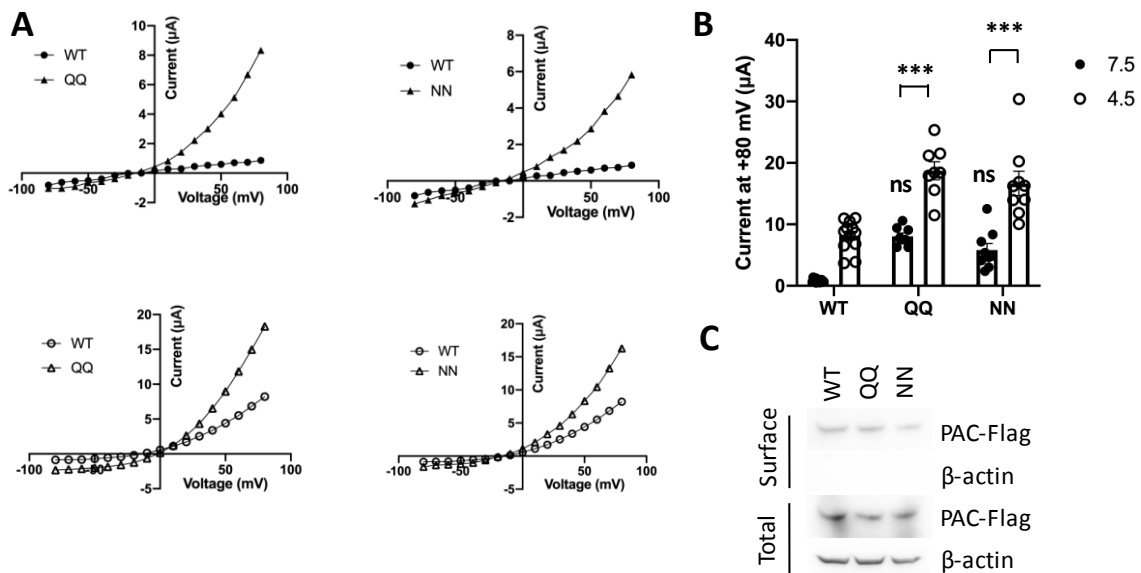 A
10
8
6
4
2
-2
-100
-50
50
100
Current (μA)
Voltage (mV)
WT
QQ
8
6
4
2
-2
-100
-50
50
100
Current (μA)
Voltage (mV)
WT
NN
20
15
10
5
-5
-100
-50
0
50
100
Current (μA)
Voltage (mV)
WT
QQ
20
15
10
5
-5
-100
-50
0
50
100
Current (μA)
Voltage (mV)
WT
NN
B
Current at +80 mV (μA)
40
30
20
10
0
WT
QQ
NN
ns
***
ns
***
7.5
4.5
C
WT QQ NN
Surface
PAC-Flag
β-actin
Total
PAC-Flag
β-actin